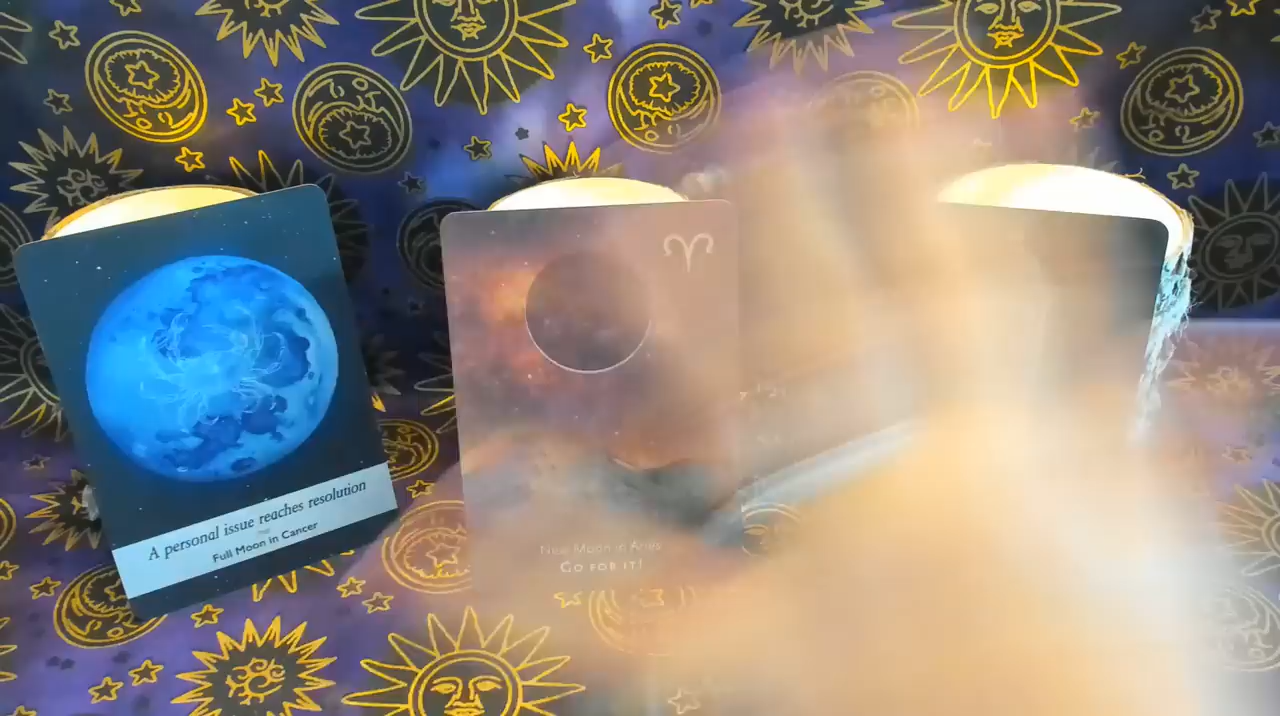 A personal issue reaches resolution
Full Moon in Cancer
New Moon in Aries
GO FOR IT!